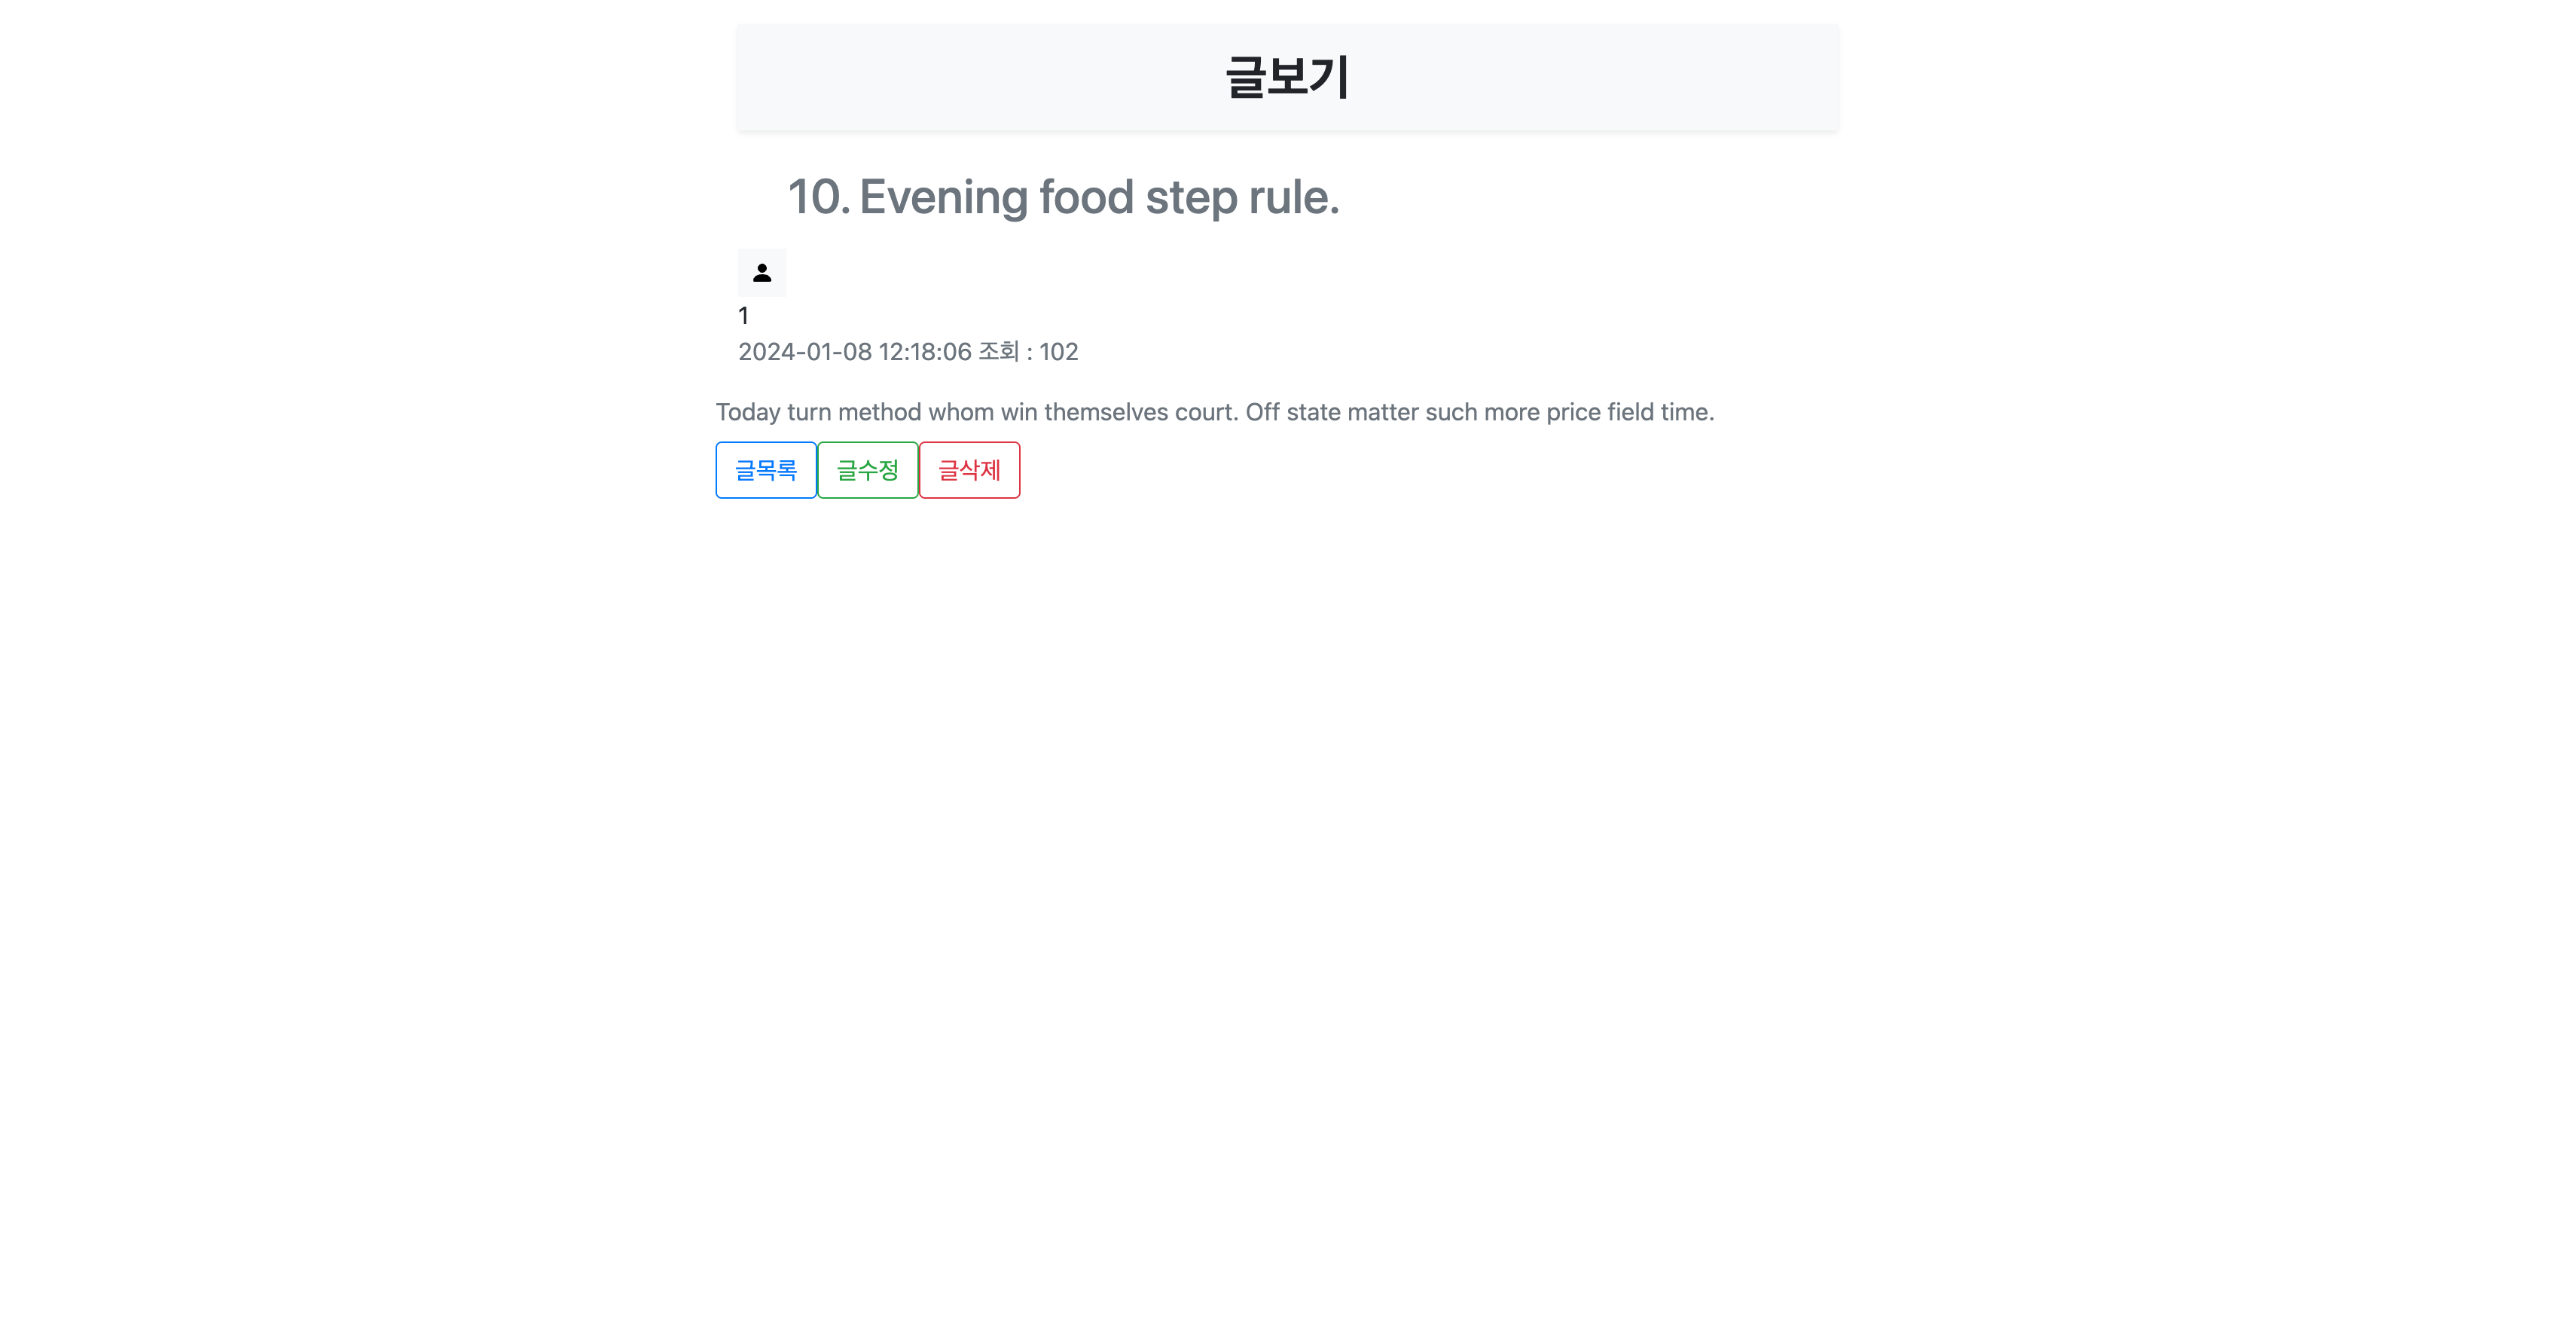 글보기
10. Evening food step rule.
1
2024-01-08 12:18:06 조회 : 102
Today turn method whom win themselves court. Off state matter such more price field time.
글목록 글수정 글삭제